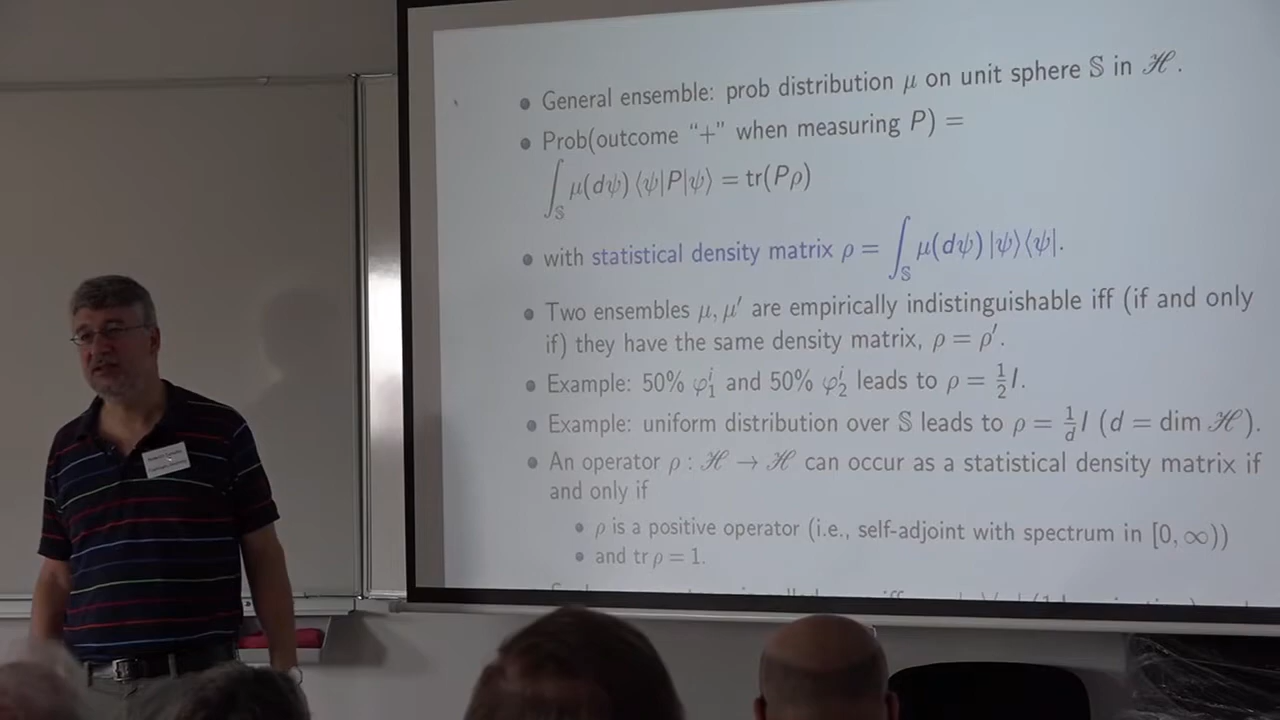 General ensemble: prob distribution μ on unit sphere 𝕊 in ℋ.
Prob(outcome “+” when measuring P) =
∫_𝕊 μ(dψ) ⟨ψ|P|ψ⟩ = tr(Pρ)
with statistical density matrix ρ = ∫_𝕊 μ(dψ) |ψ⟩⟨ψ|.
Two ensembles μ, μ′ are empirically indistinguishable iff (if and only
if) they have the same density matrix, ρ = ρ′.
Example: 50% φ₁ⁱ and 50% φ₂ⁱ leads to ρ = ½I.
Example: uniform distribution over 𝕊 leads to ρ = 1/d I (d = dim ℋ).
An operator ρ : ℋ → ℋ can occur as a statistical density matrix if
and only if
ρ is a positive operator (i.e., self-adjoint with spectrum in [0, ∞))
and tr ρ = 1.